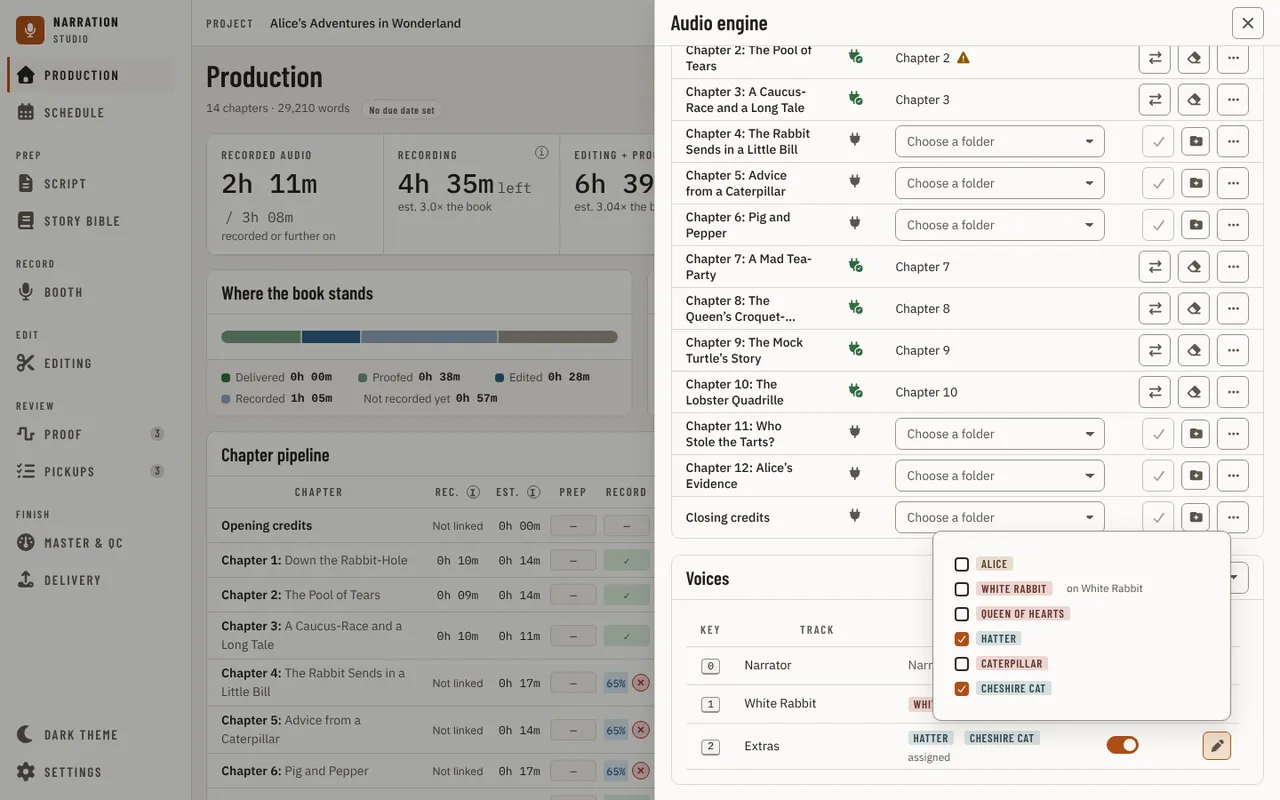 NARRATION
STUDIO
PRODUCTION
SCHEDULE
PREP
SCRIPT
STORY BIBLE
RECORD
BOOTH
EDIT
EDITING
REVIEW
PROOF 3
PICKUPS 3
FINISH
MASTER & QC
DELIVERY
DARK THEME
SETTINGS
PROJECT Alice's Adventures in Wonderland
Production
14 chapters · 29,210 words No due date set
RECORDED AUDIO
2h 11m
/ 3h 08m
recorded or further on
RECORDING
4h 35m left
est. 3.0× the book
EDITING + PRO
6h 39
est. 3.04× the b
Where the book stands
Delivered 0h 00m Proofed 0h 38m Edited 0h 28m
Recorded 1h 05m Not recorded yet 0h 57m
Chapter pipeline
CHAPTER REC. EST. PREP RECORD
Opening credits Not linked 0h 00m – –
Chapter 1: Down the Rabbit-Hole 0h 10m 0h 14m – ✓
Chapter 2: The Pool of Tears 0h 09m 0h 14m – ✓
Chapter 3: A Caucus-Race and a
Long Tale 0h 10m 0h 11m – ✓
Chapter 4: The Rabbit Sends in a
Little Bill Not linked 0h 17m – 65%
Chapter 5: Advice from a
Caterpillar Not linked 0h 14m – 65%
Chapter 6: Pig and Pepper Not linked 0h 17m – 65%
Audio engine
Chapter 2: The Pool of
Tears
Chapter 2
Chapter 3: A Caucus-
Race and a Long Tale
Chapter 3
Chapter 4: The Rabbit
Sends in a Little Bill
Choose a folder
Chapter 5: Advice
from a Caterpillar
Choose a folder
Chapter 6: Pig and
Pepper
Choose a folder
Chapter 7: A Mad Tea-
Party
Chapter 7
Chapter 8: The
Queen's Croquet-...
Chapter 8
Chapter 9: The Mock
Turtle's Story
Chapter 9
Chapter 10: The
Lobster Quadrille
Chapter 10
Chapter 11: Who
Stole the Tarts?
Choose a folder
Chapter 12: Alice's
Evidence
Choose a folder
Closing credits
Choose a folder
Voices
KEY TRACK
0 Narrator Narr
1 White Rabbit WHI
2 Extras HATTER CHESHIRE CAT
assigned
ALICE
WHITE RABBIT on White Rabbit
QUEEN OF HEARTS
HATTER
CATERPILLAR
CHESHIRE CAT